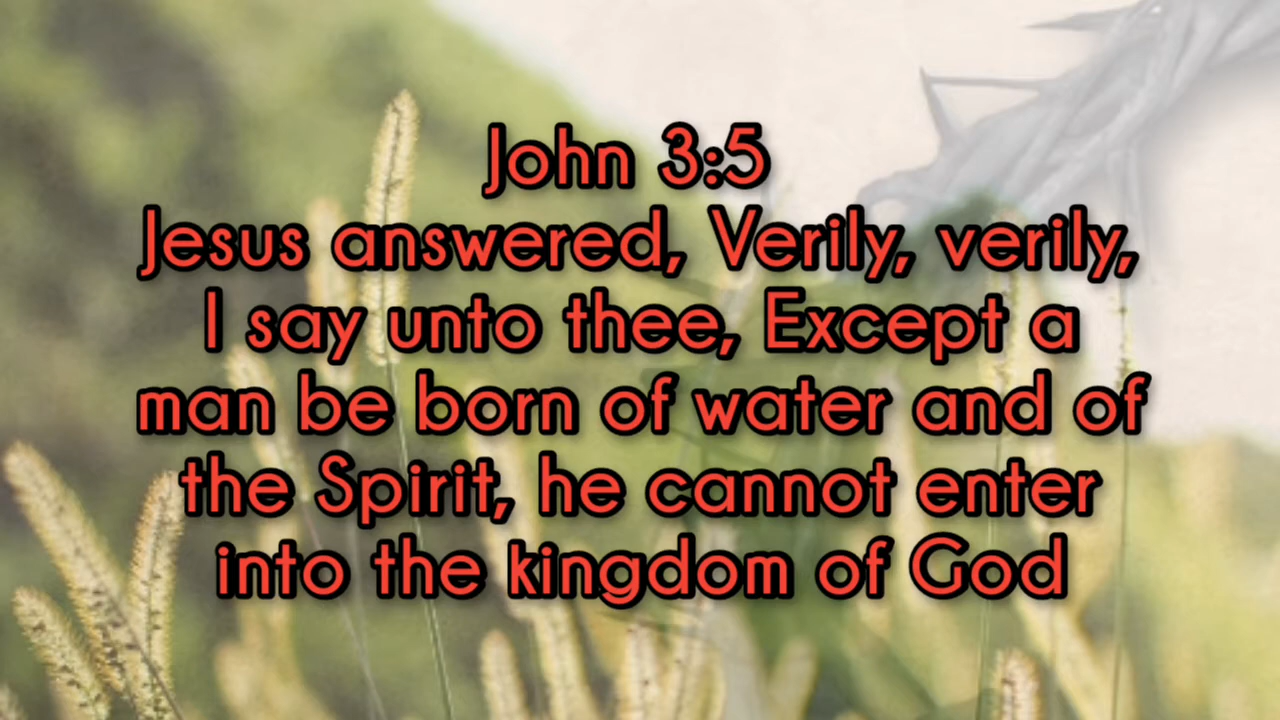 John 3:5
Jesus answered, Verily, verily,
I say unto thee, Except a
man be born of water and of
the Spirit, he cannot enter
into the kingdom of God